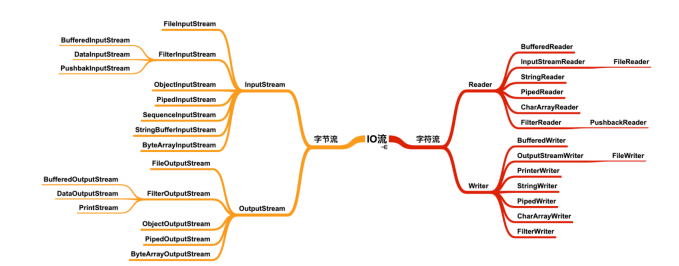 IO流
字节流
InputStream
FileInputStream
FilterInputStream
BufferedInputStream
DataInputStream
PushbakInputStream
ObjectInputStream
PipedInputStream
SequenceInputStream
StringBufferInputStream
ByteArrayInputStream
OutputStream
FileOutputStream
FilterOutputStream
BufferedOutputStream
DataOutputStream
PrintStream
ObjectOutputStream
PipedOutputStream
ByteArrayOutputStream
字符流
Reader
BufferedReader
InputStreamReader
FileReader
StringReader
PipedReader
CharArrayReader
FilterReader
PushbackReader
Writer
BufferedWriter
OutputStreamWriter
FileWriter
PrinterWriter
StringWriter
PipedWriter
CharArrayWriter
FilterWriter